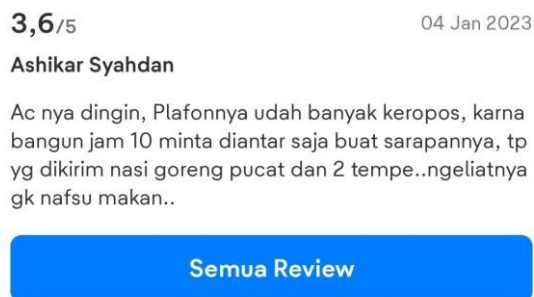 3,6/5
04 Jan 2023
Ashikar Syahdan
Ac nya dingin, Plafonnya udah banyak keropos, karna
bangun jam 10 minta diantar saja buat sarapannya, tp
yg dikirim nasi goreng pucat dan 2 tempe..ngeliatnya
gk nafsu makan..
Semua Review